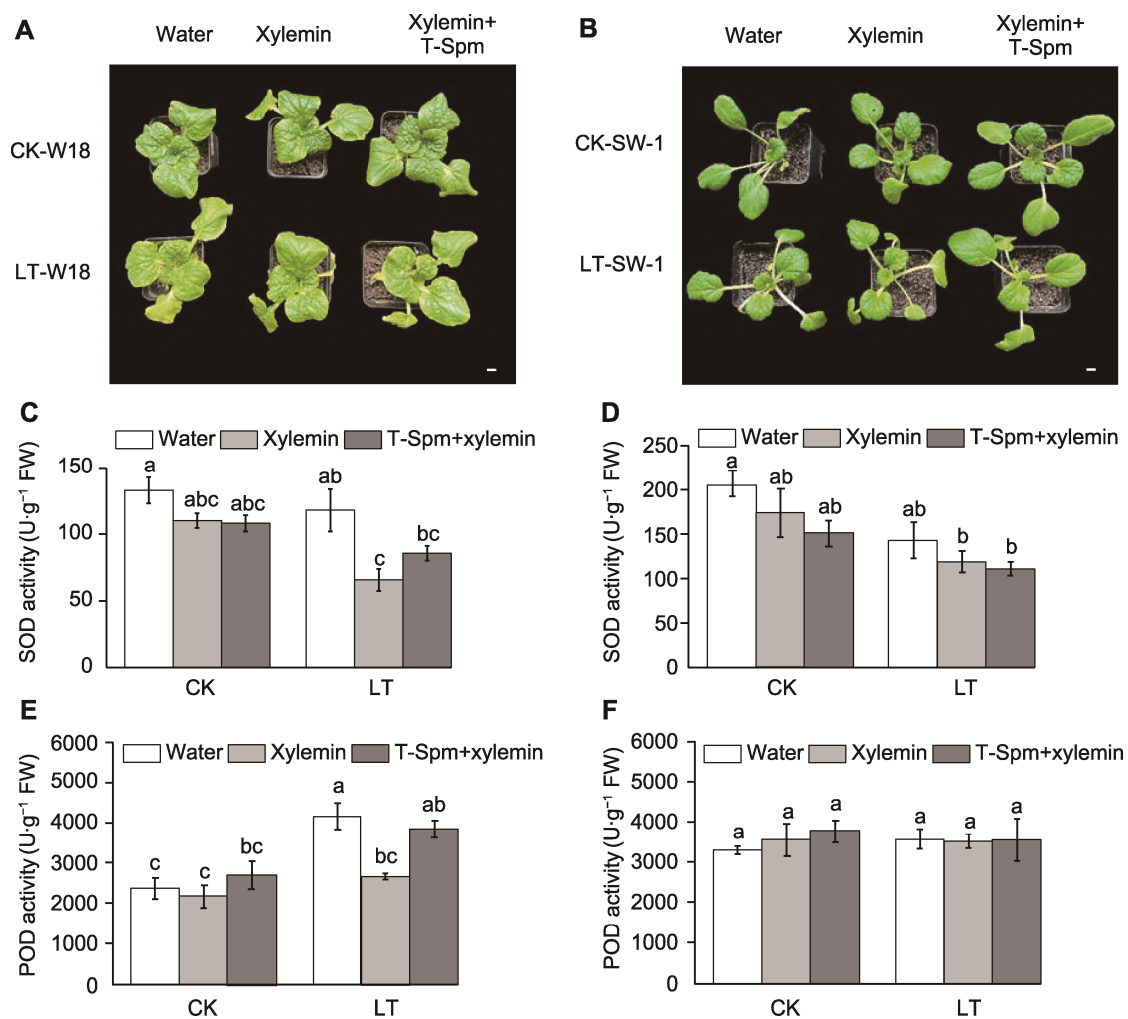 A
Water
Xylemin
Xylemin+
T-Spm
CK-W18
LT-W18
B
Water
Xylemin
Xylemin+
T-Spm
CK-SW-1
LT-SW-1
C
Water
Xylemin
T-Spm+xylemin
SOD activity (U·g⁻¹ FW)
150
100
50
0
a
abc
abc
ab
c
bc
CK
LT
D
Water
Xylemin
T-Spm+xylemin
SOD activity (U·g⁻¹ FW)
250
200
150
100
50
0
a
ab
ab
ab
b
b
CK
LT
E
Water
Xylemin
T-Spm+xylemin
POD activity (U·g⁻¹ FW)
6000
5000
4000
3000
2000
1000
0
c
c
bc
a
bc
ab
CK
LT
F
Water
Xylemin
T-Spm+xylemin
POD activity (U·g⁻¹ FW)
6000
5000
4000
3000
2000
1000
0
a
a
a
a
a
a
CK
LT